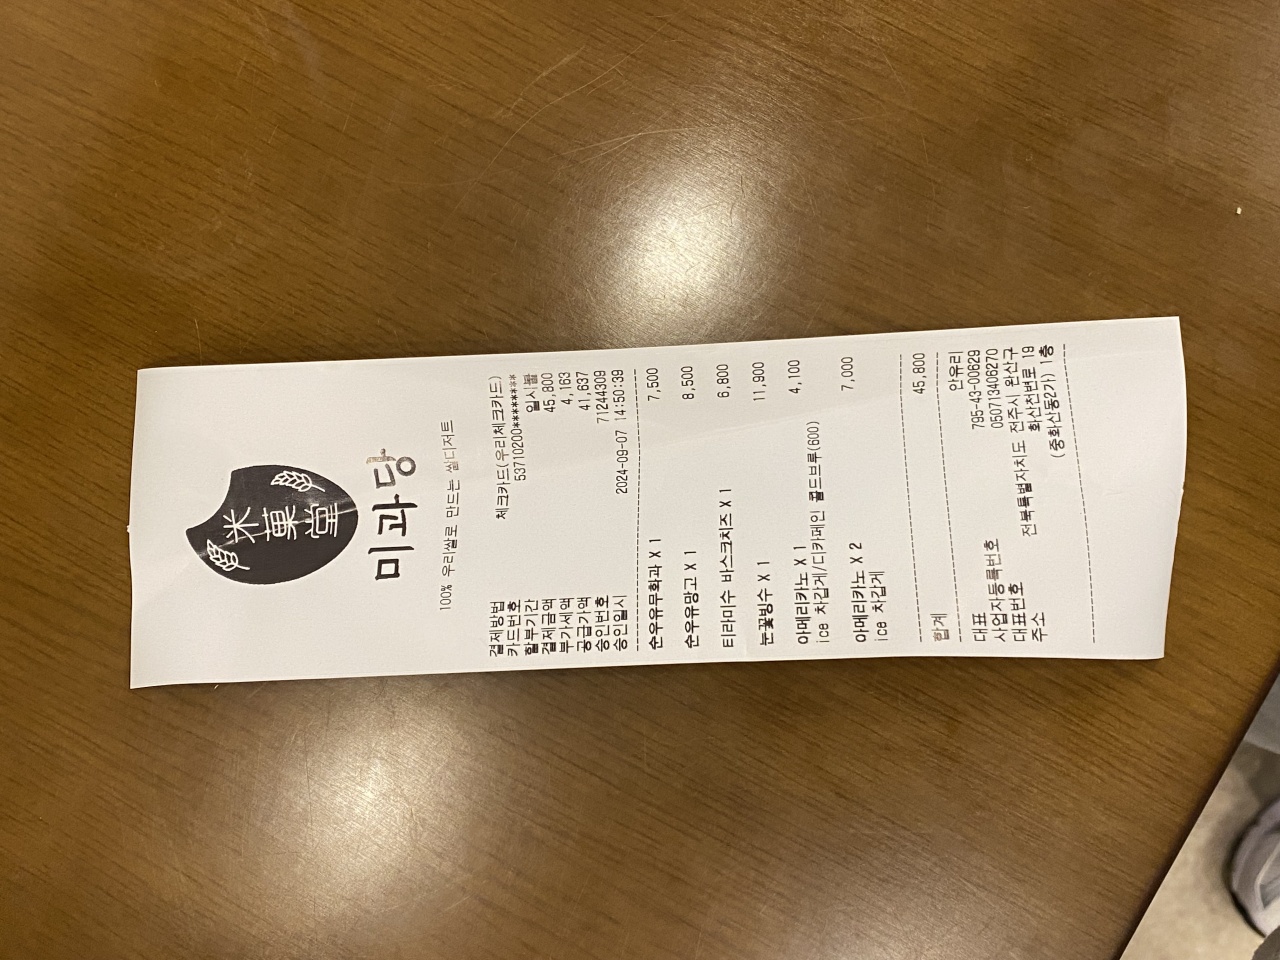 米菓堂
미과당
100% 우리쌀로 만드는 쌀디저트
결제방법 체크카드(우리체크카드)
카드번호 53710200********
할부기간 일시불
결제금액 45,800
부가세액 4,163
공급가액 41,637
승인번호 71244309
승인일시 2024-09-07 14:50:39
순우유무화과 X 1 7,500
순우유망고 X 1 8,500
티라미수 바스크치즈 X 1 6,800
눈꽃빙수 X 1 11,900
아메리카노 X 1 4,100
ice 차갑게/디카페인 콜드브루(600)
아메리카노 X 2 7,000
ice 차갑게
합계 45,800
대표 안유리
사업자등록번호 795-43-00629
대표번호 050713406270
주소 전북특별자치도 전주시 완산구
화산천변로 19
(중화산동2가) 1층